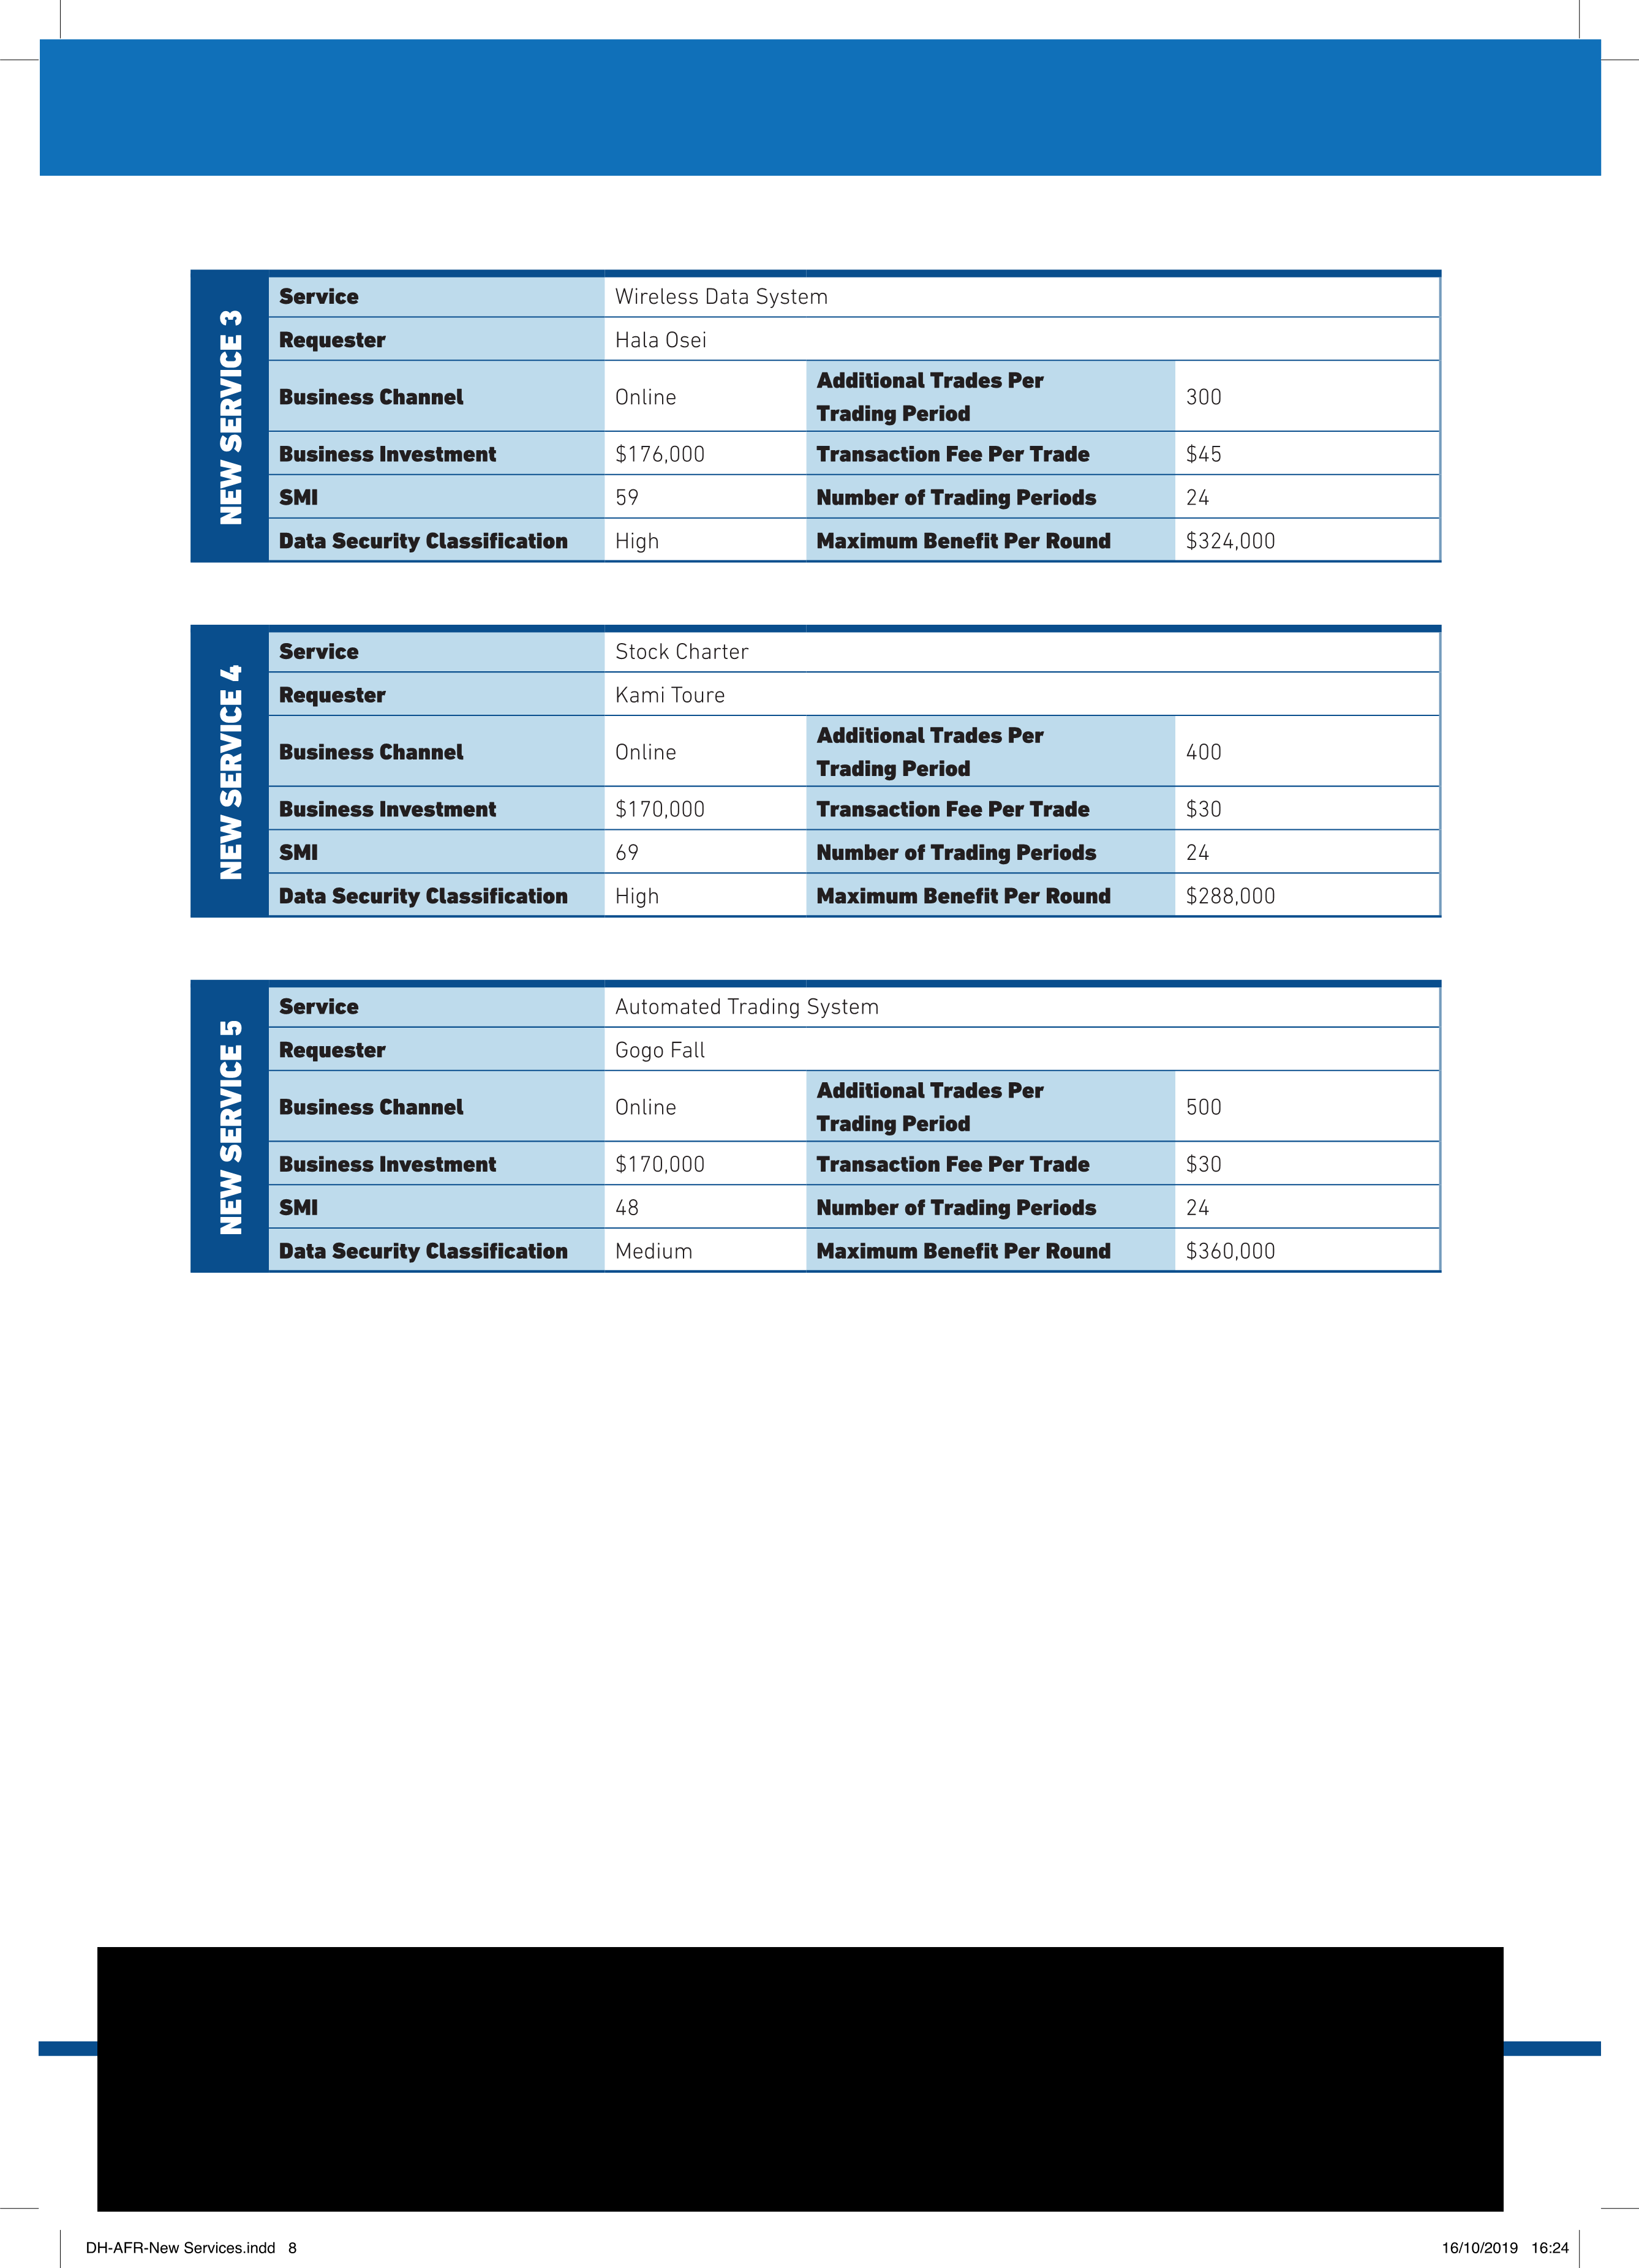 NEW SERVICE 3
Service Wireless Data System
Requester Hala Osei
Business Channel Online Additional Trades Per
Trading Period 300
Business Investment $176,000 Transaction Fee Per Trade $45
SMI 59 Number of Trading Periods 24
Data Security Classification High Maximum Benefit Per Round $324,000
NEW SERVICE 4
Service Stock Charter
Requester Kami Toure
Business Channel Online Additional Trades Per
Trading Period 400
Business Investment $170,000 Transaction Fee Per Trade $30
SMI 69 Number of Trading Periods 24
Data Security Classification High Maximum Benefit Per Round $288,000
NEW SERVICE 5
Service Automated Trading System
Requester Gogo Fall
Business Channel Online Additional Trades Per
Trading Period 500
Business Investment $170,000 Transaction Fee Per Trade $30
SMI 48 Number of Trading Periods 24
Data Security Classification Medium Maximum Benefit Per Round $360,000
DH-AFR-New Services.indd 8 16/10/2019 16:24